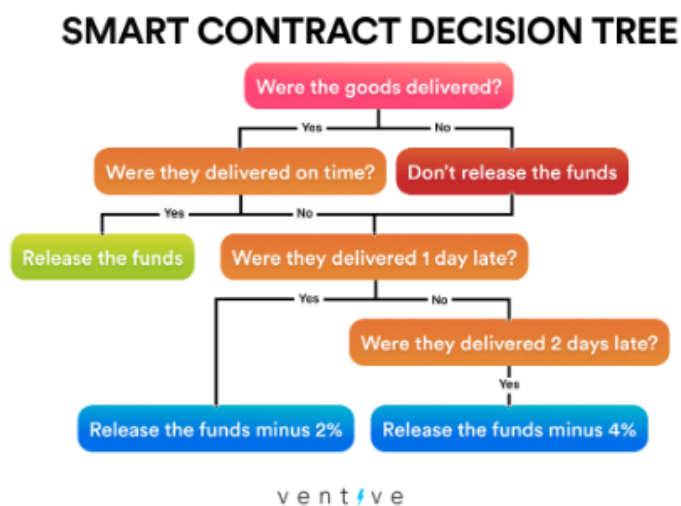 SMART CONTRACT DECISION TREE
Were the goods delivered?
Yes
No
Were they delivered on time?
Don't release the funds
Yes
No
Release the funds
Were they delivered 1 day late?
Yes
No
Were they delivered 2 days late?
Yes
Release the funds minus 2%
Release the funds minus 4%
ventive